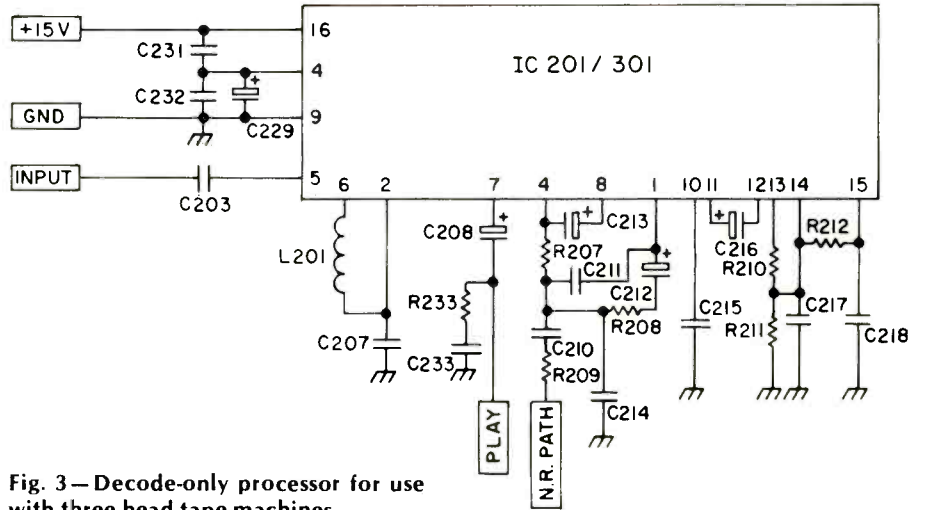 +15V
16
C231
4
IC 201/301
C232
GND
9
C229
INPUT
5
C203
6 2 7 4 8 1 10 11 12 13 14 15
C208
C213
R212
L201
R207
C216
C211
R210
R233
C212
C215
C217
C207
R208
R211
C218
C233
C210
R209
C214
PLAY
N.R. PATH
Fig. 3—Decode-only processor for use
with three head tape machines